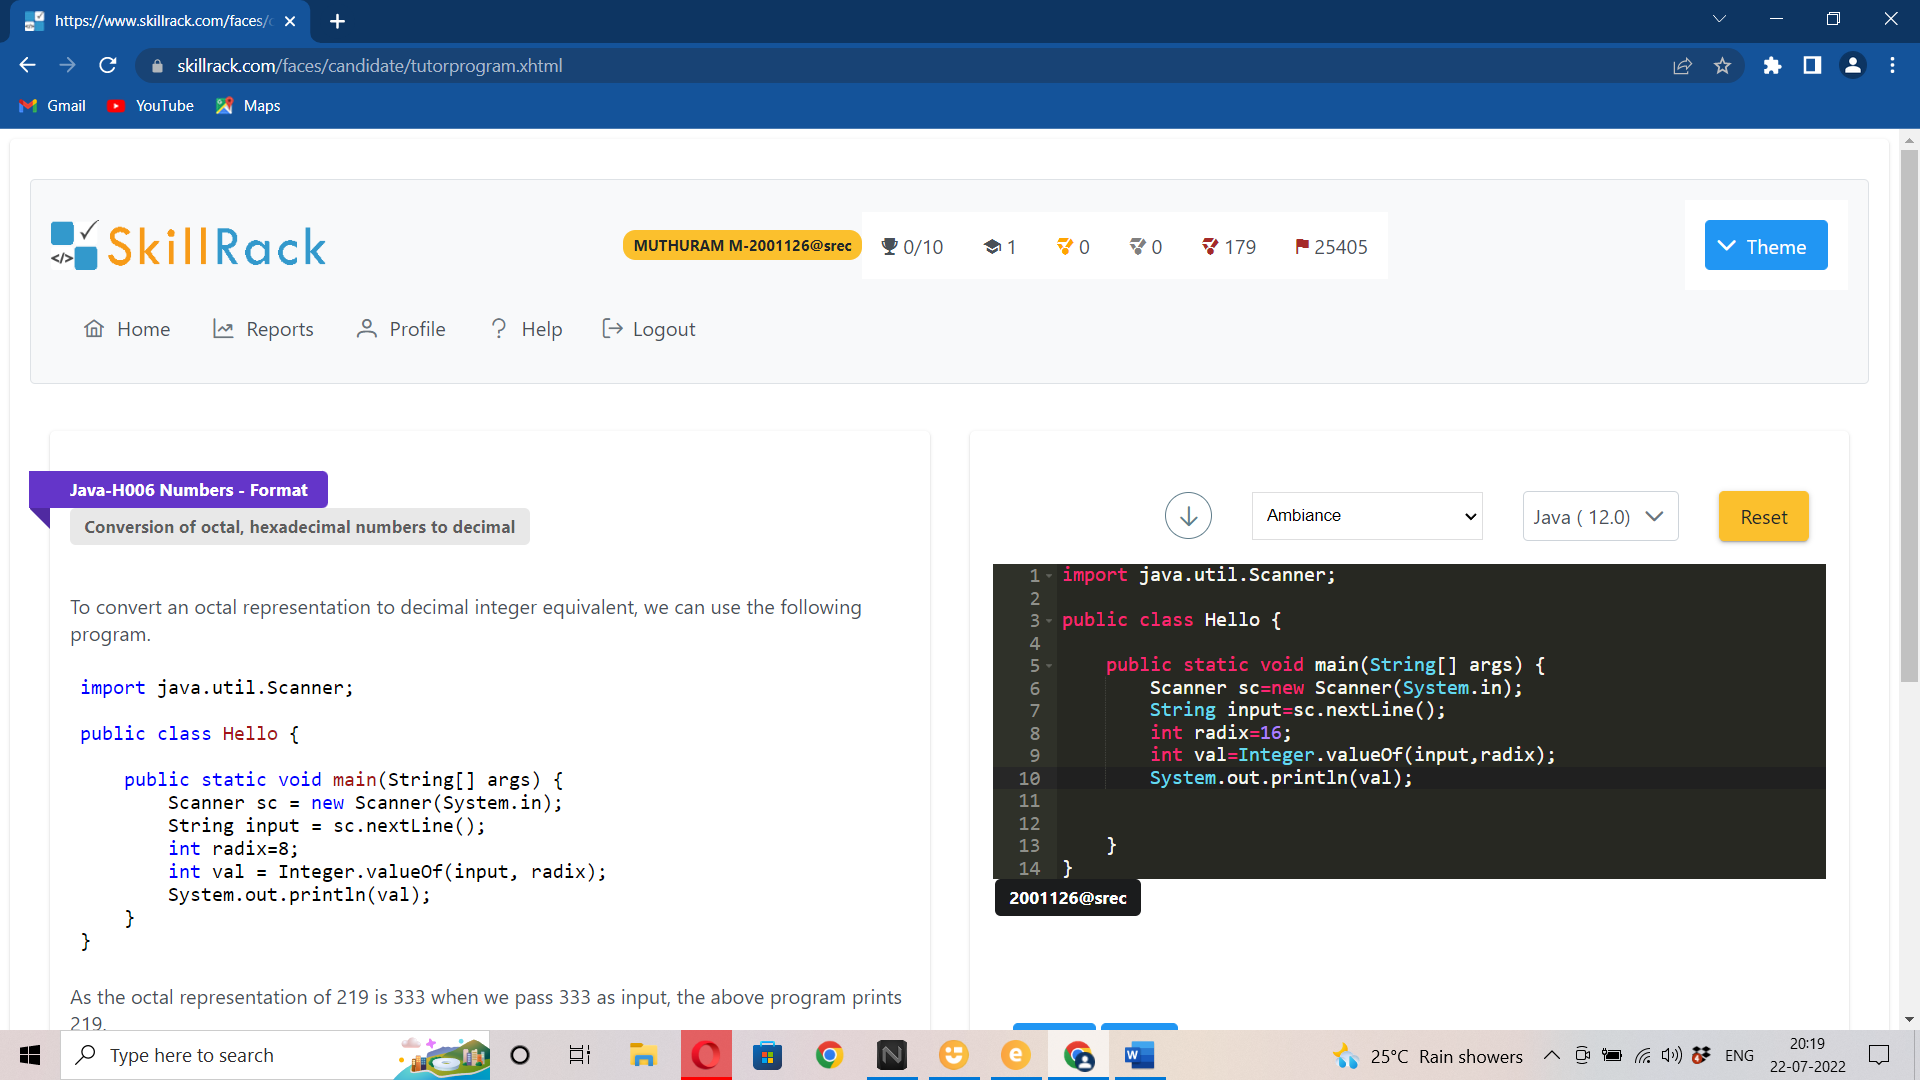 https://www.skillrack.com/faces/c
skillrack.com/faces/candidate/tutorprogram.xhtml
Gmail YouTube Maps
</> SkillRack
MUTHURAM M-2001126@srec 0/10 1 0 0 179 25405
Theme
Home Reports Profile Help Logout
Java-H006 Numbers - Format
Conversion of octal, hexadecimal numbers to decimal
To convert an octal representation to decimal integer equivalent, we can use the following
program.
import java.util.Scanner;
public class Hello {
public static void main(String[] args) {
Scanner sc = new Scanner(System.in);
String input = sc.nextLine();
int radix=8;
int val = Integer.valueOf(input, radix);
System.out.println(val);
}
}
As the octal representation of 219 is 333 when we pass 333 as input, the above program prints
219.
Ambiance Java ( 12.0) Reset
1 import java.util.Scanner;
2
3 public class Hello {
4
5 public static void main(String[] args) {
6 Scanner sc=new Scanner(System.in);
7 String input=sc.nextLine();
8 int radix=16;
9 int val=Integer.valueOf(input,radix);
10 System.out.println(val);
11
12
13 }
14 }
2001126@srec
Type here to search
25°C Rain showers
ENG
20:19
22-07-2022